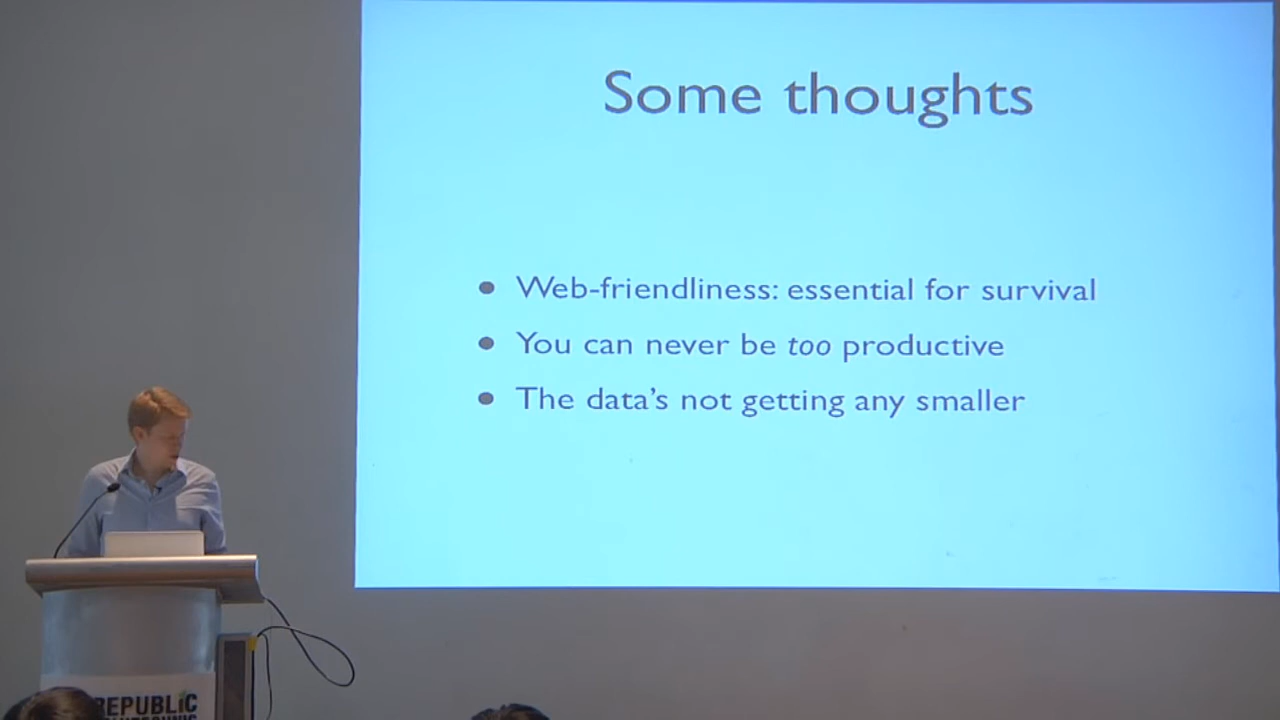 Some thoughts
• Web-friendliness: essential for survival
• You can never be too productive
• The data's not getting any smaller
REPUBLIC